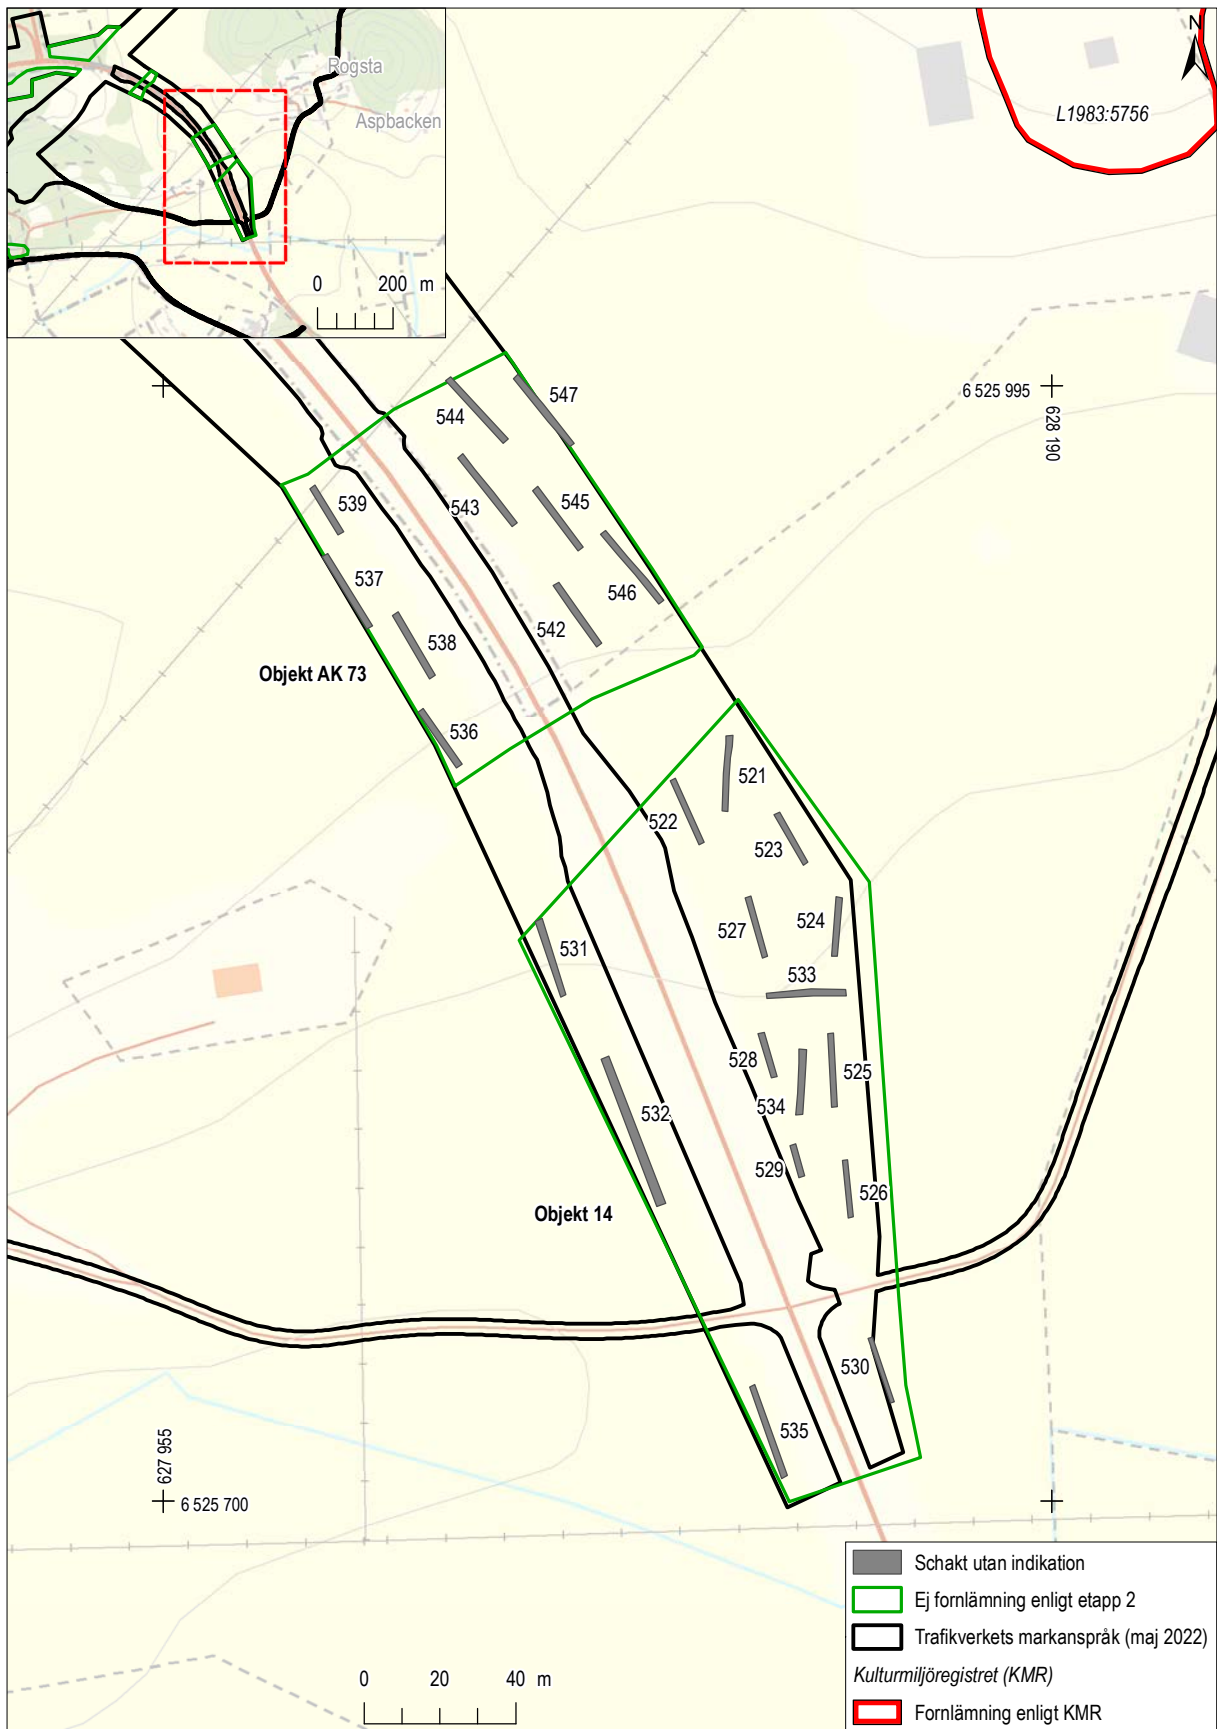 Rogsta
Aspbacken
0 200 m
N
L1983:5756
6 525 995
628 190
547
544
539
543
545
537
546
542
538
Objekt AK 73
536
521
522
523
527
524
531
533
528
525
534
532
529
526
Objekt 14
530
535
627 955
6 525 700
0 20 40 m
Schakt utan indikation
Ej fornlämning enligt etapp 2
Trafikverkets markanspråk (maj 2022)
Kulturmiljöregistret (KMR)
Fornlämning enligt KMR